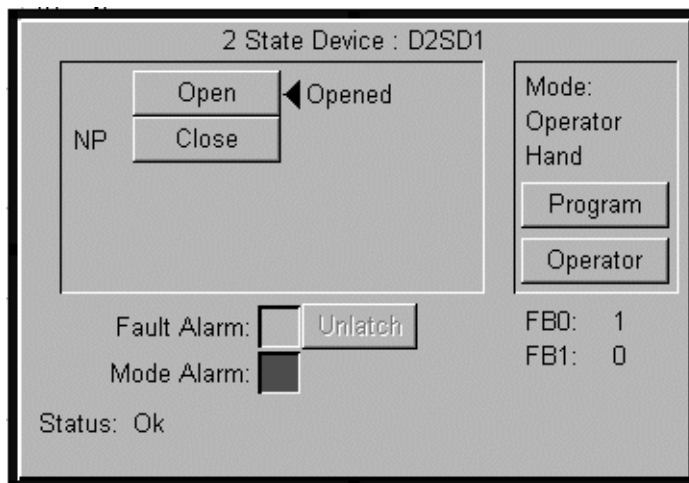 2 State Device : D2SD1
Open Opened
NP Close
Mode:
Operator
Hand
Program
Operator
Fault Alarm: Unlatch
Mode Alarm:
FB0: 1
FB1: 0
Status: Ok